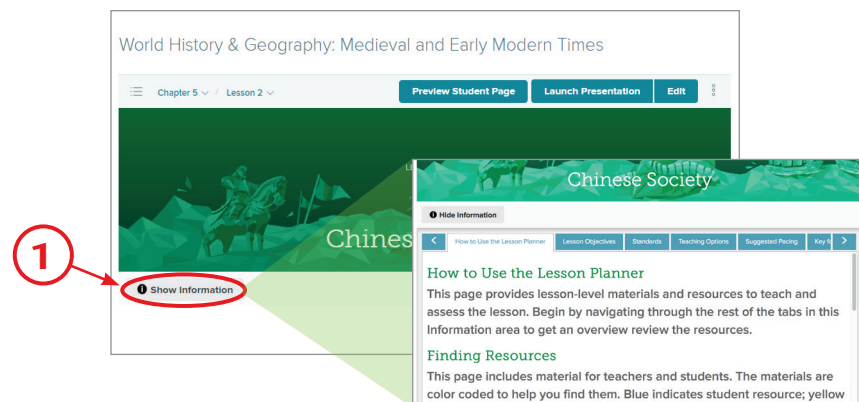 World History & Geography: Medieval and Early Modern Times
Chapter 5 / Lesson 2
Preview Student Page
Launch Presentation
Edit
Chines
1
Show Information
Chinese Society
Hide Information
How to Use the Lesson Planner
Lesson Objectives
Standards
Teaching Options
Suggested Pacing
Key
How to Use the Lesson Planner
This page provides lesson-level materials and resources to teach and
assess the lesson. Begin by navigating through the rest of the tabs in this
Information area to get an overview review the resources.
Finding Resources
This page includes material for teachers and students. The materials are
color coded to help you find them. Blue indicates student resource; yellow